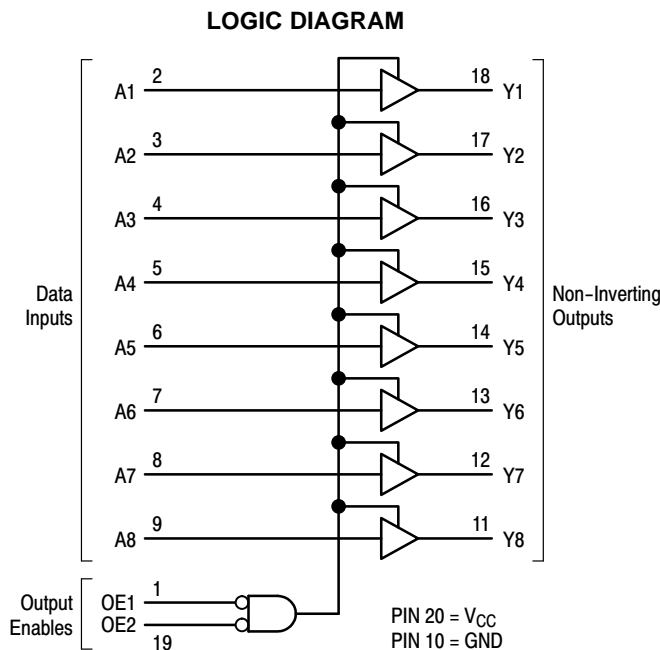 LOGIC DIAGRAM
A1 2 18 Y1
A2 3 17 Y2
A3 4 16 Y3
A4 5 15 Y4
Data
Inputs
Non-Inverting
Outputs
A5 6 14 Y5
A6 7 13 Y6
A7 8 12 Y7
A8 9 11 Y8
Output
Enables
OE1 1
OE2 19
PIN 20 = VCC
PIN 10 = GND